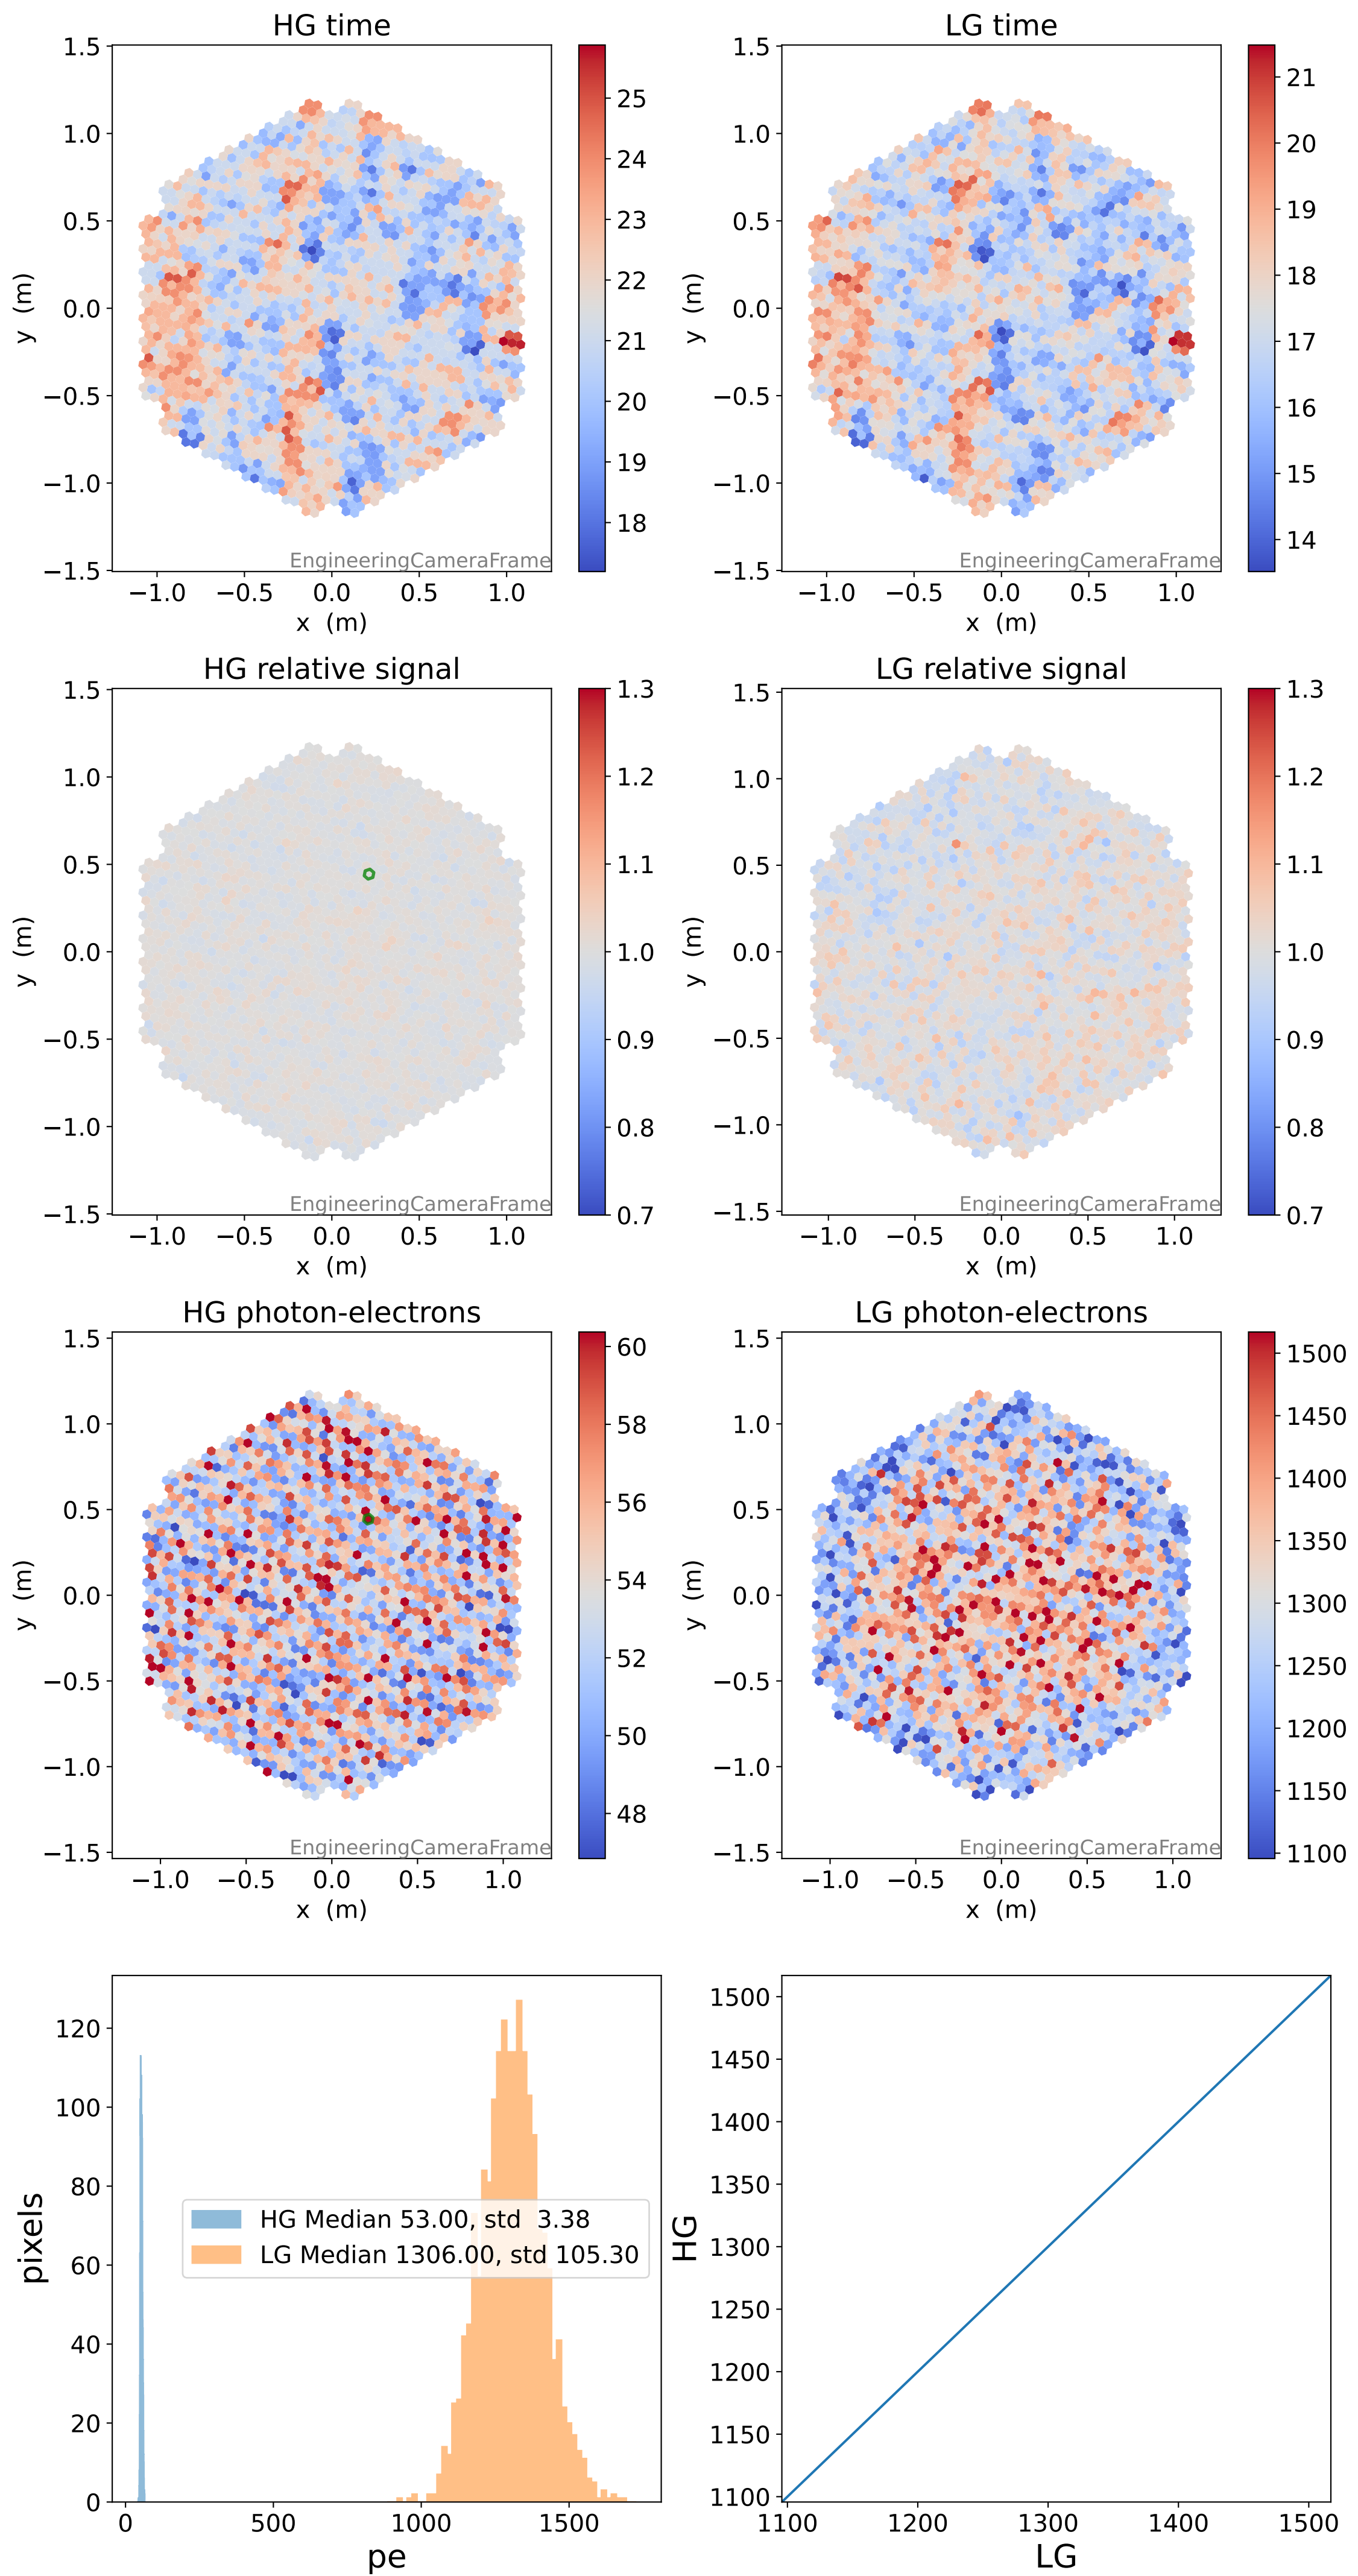 HG time
LG time
1.5
1.0
0.5
0.0
−0.5
−1.0
−1.5
y (m)
−1.0 −0.5 0.0 0.5 1.0
x (m)
EngineeringCameraFrame
25
24
23
22
21
20
19
18
1.5
1.0
0.5
0.0
−0.5
−1.0
−1.5
y (m)
−1.0 −0.5 0.0 0.5 1.0
x (m)
EngineeringCameraFrame
21
20
19
18
17
16
15
14
HG relative signal
LG relative signal
1.5
1.0
0.5
0.0
−0.5
−1.0
−1.5
y (m)
−1.0 −0.5 0.0 0.5 1.0
x (m)
EngineeringCameraFrame
1.3
1.2
1.1
1.0
0.9
0.8
0.7
1.5
1.0
0.5
0.0
−0.5
−1.0
−1.5
y (m)
−1.0 −0.5 0.0 0.5 1.0
x (m)
EngineeringCameraFrame
1.3
1.2
1.1
1.0
0.9
0.8
0.7
HG photon-electrons
LG photon-electrons
1.5
1.0
0.5
0.0
−0.5
−1.0
−1.5
y (m)
−1.0 −0.5 0.0 0.5 1.0
x (m)
EngineeringCameraFrame
60
58
56
54
52
50
48
1.5
1.0
0.5
0.0
−0.5
−1.0
−1.5
y (m)
−1.0 −0.5 0.0 0.5 1.0
x (m)
EngineeringCameraFrame
1500
1450
1400
1350
1300
1250
1200
1150
1100
120
100
80
60
40
20
0
pixels
HG Median 53.00, std 3.38
LG Median 1306.00, std 105.30
0 500 1000 1500
pe
1500
1450
1400
1350
1300
1250
1200
1150
1100
HG
1100 1200 1300 1400 1500
LG